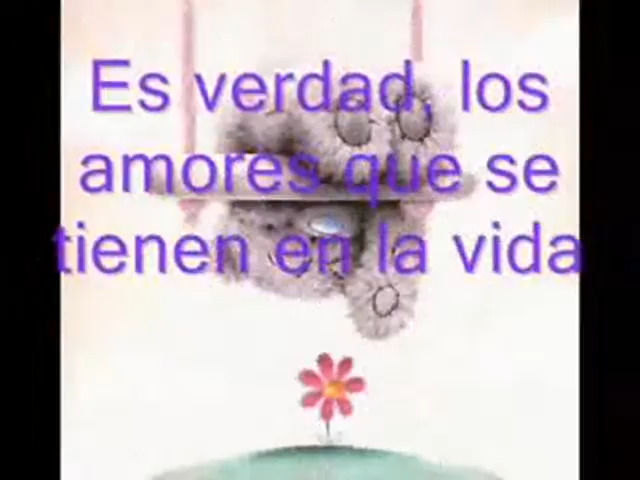 Es verdad, los
amores que se
tienen en la vida